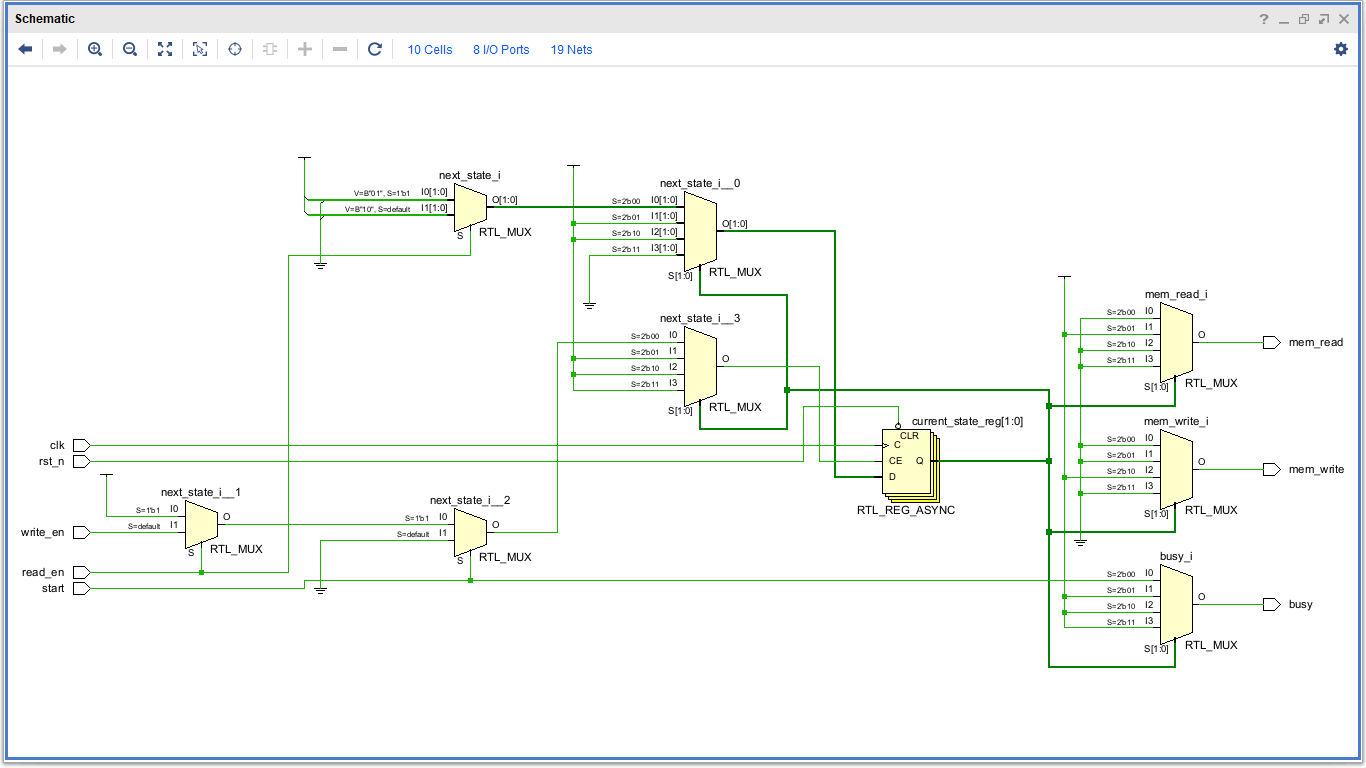 Schematic
10 Cells 8 I/O Ports 19 Nets
next_state_i
V=B"01", S=1'b1 I0[1:0]
V=B"10", S=default I1[1:0]
O[1:0]
S RTL_MUX
next_state_i__0
S=2'b00 I0[1:0]
S=2'b01 I1[1:0]
S=2'b10 I2[1:0]
S=2'b11 I3[1:0]
O[1:0]
S[1:0] RTL_MUX
next_state_i__3
S=2'b00 I0
S=2'b01 I1
S=2'b10 I2
S=2'b11 I3
O
S[1:0] RTL_MUX
mem_read_i
S=2'b00 I0
S=2'b01 I1
S=2'b10 I2
S=2'b11 I3
O
S[1:0] RTL_MUX
mem_read
clk
rst_n
current_state_reg[1:0]
CLR
C
CE Q
D
RTL_REG_ASYNC
mem_write_i
S=2'b00 I0
S=2'b01 I1
S=2'b10 I2
S=2'b11 I3
O
S[1:0] RTL_MUX
mem_write
next_state_i__1
S=1'b1 I0
S=default I1
O
S RTL_MUX
write_en
read_en
start
next_state_i__2
S=1'b1 I0
S=default I1
O
S RTL_MUX
busy_i
S=2'b00 I0
S=2'b01 I1
S=2'b10 I2
S=2'b11 I3
O
S[1:0] RTL_MUX
busy